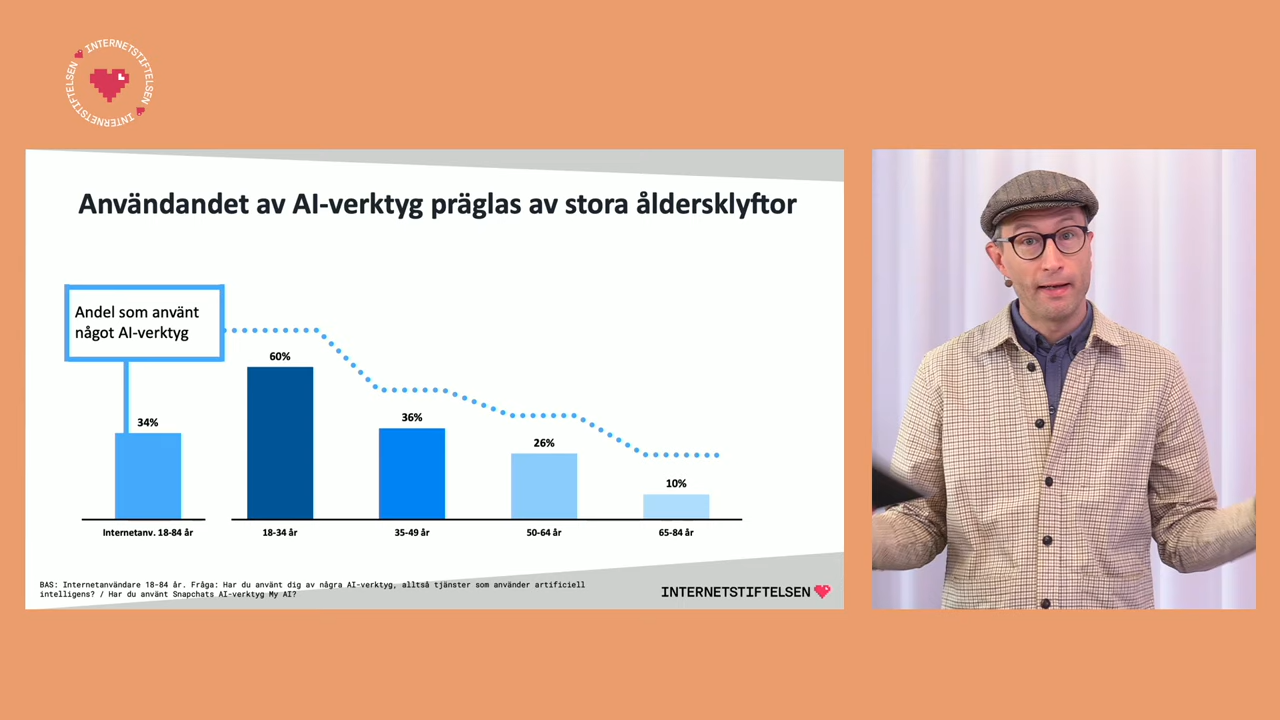 INTERNETSTIFTELSEN
INTERNETSTIFTELSEN
Användandet av AI-verktyg präglas av stora åldersklyftor
Andel som använt
något AI-verktyg
34%
60%
36%
26%
10%
Internetanv. 18-84 år
18-34 år
35-49 år
50-64 år
65-84 år
BAS: Internetanvändare 18-84 år. Fråga: Har du använt dig av några AI-verktyg, alltså tjänster som använder artificiell
intelligens? / Har du använt Snapchats AI-verktyg My AI?
INTERNETSTIFTELSEN